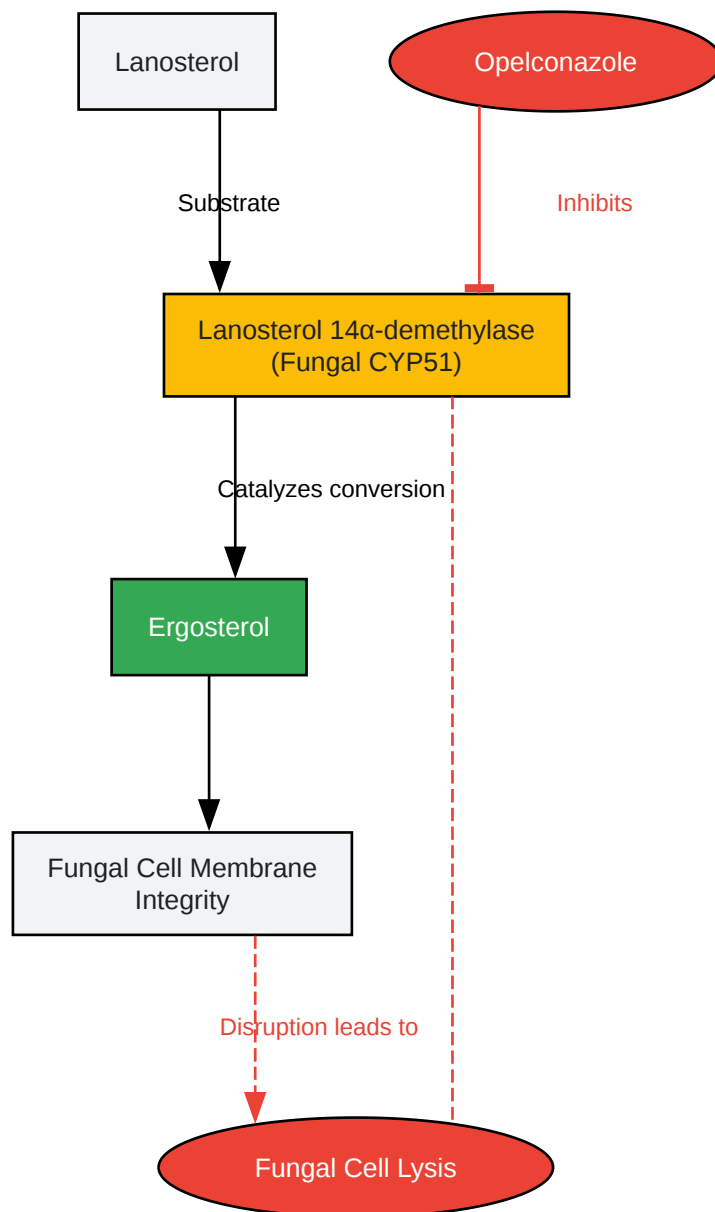 Lanosterol
Opelconazole
Substrate
Inhibits
Lanosterol 14α-demethylase
(Fungal CYP51)
Catalyzes conversion
Ergosterol
Fungal Cell Membrane
Integrity
Disruption leads to
Fungal Cell Lysis